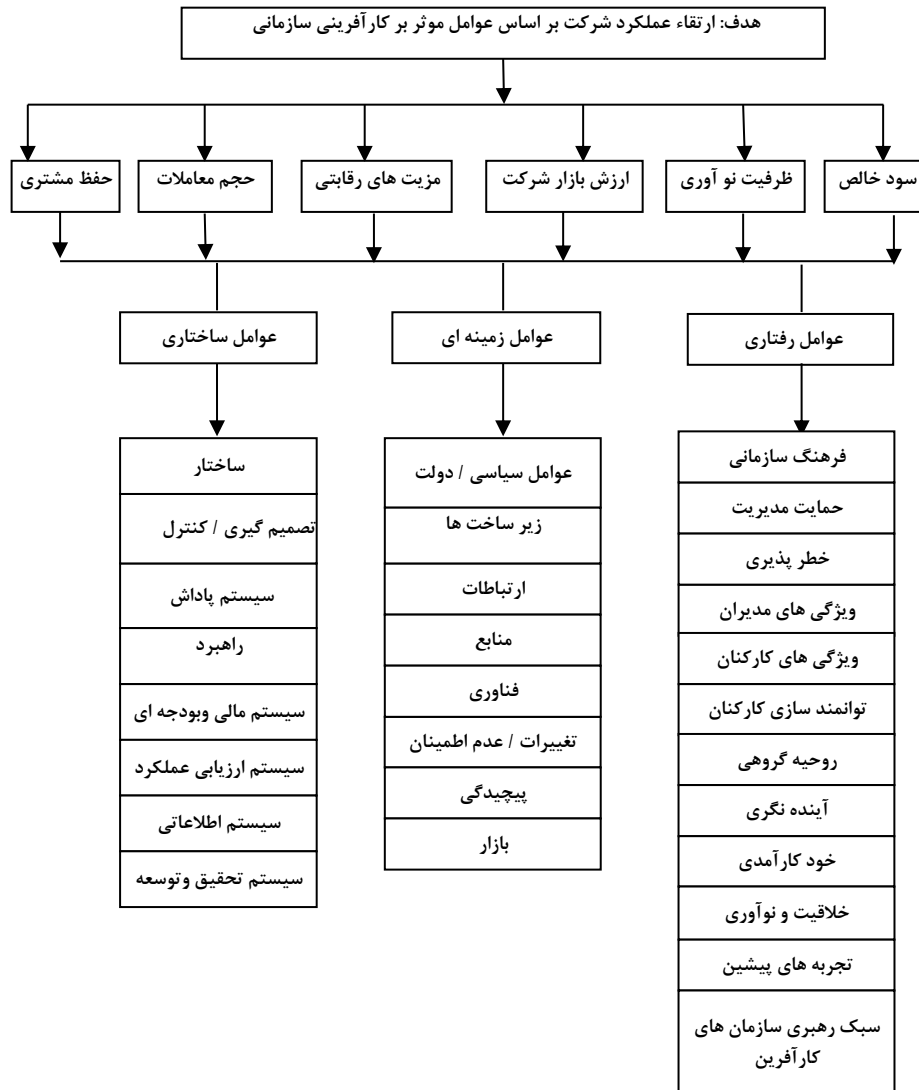 هدف: ارتقاء عملکرد شرکت بر اساس عوامل موثر بر کارآفرینی سازمانی
سود خالص
ظرفیت نو آوری
ارزش بازار شرکت
مزیت های رقابتی
حجم معاملات
حفظ مشتری
عوامل رفتاری
عوامل زمینه ای
عوامل ساختاری
فرهنگ سازمانی
حمایت مدیریت
خطر پذیری
ویژگی های مدیران
ویژگی های کارکنان
توانمند سازی کارکنان
روحیه گروهی
آینده نگری
خود کارآمدی
خلاقیت و نوآوری
تجربه های پیشین
سبک رهبری سازمان های
کارآفرین
عوامل سیاسی / دولت
زیر ساخت ها
ارتباطات
منابع
فناوری
تغییرات / عدم اطمینان
پیچیدگی
بازار
ساختار
تصمیم گیری / کنترل
سیستم پاداش
راهبرد
سیستم مالی وبودجه ای
سیستم ارزیابی عملکرد
سیستم اطلاعاتی
سیستم تحقیق وتوسعه